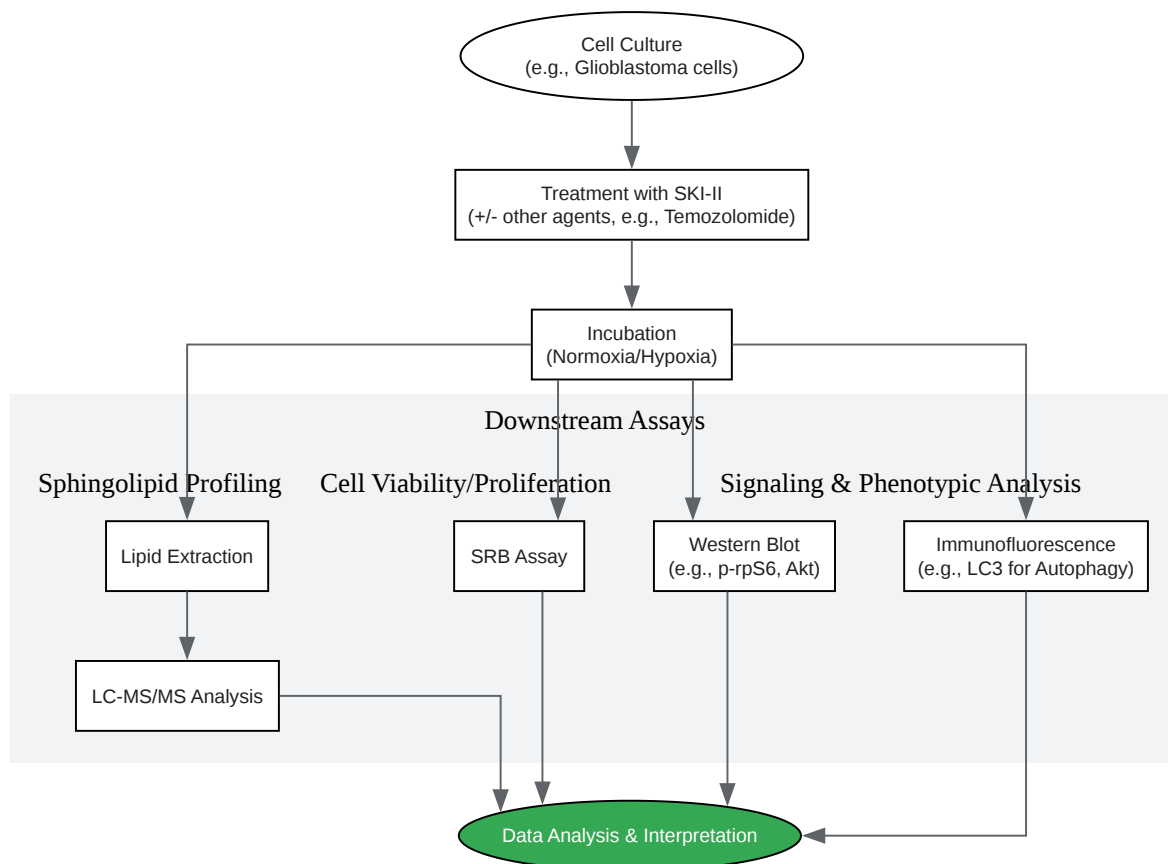 Cell Culture
(e.g., Glioblastoma cells)
Treatment with SKI-II
(+/- other agents, e.g., Temozolomide)
Incubation
(Normoxia/Hypoxia)
Downstream Assays
Sphingolipid Profiling
Cell Viability/Proliferation
Signaling & Phenotypic Analysis
Lipid Extraction
SRB Assay
Western Blot
(e.g., p-rpS6, Akt)
Immunofluorescence
(e.g., LC3 for Autophagy)
LC-MS/MS Analysis
Data Analysis & Interpretation